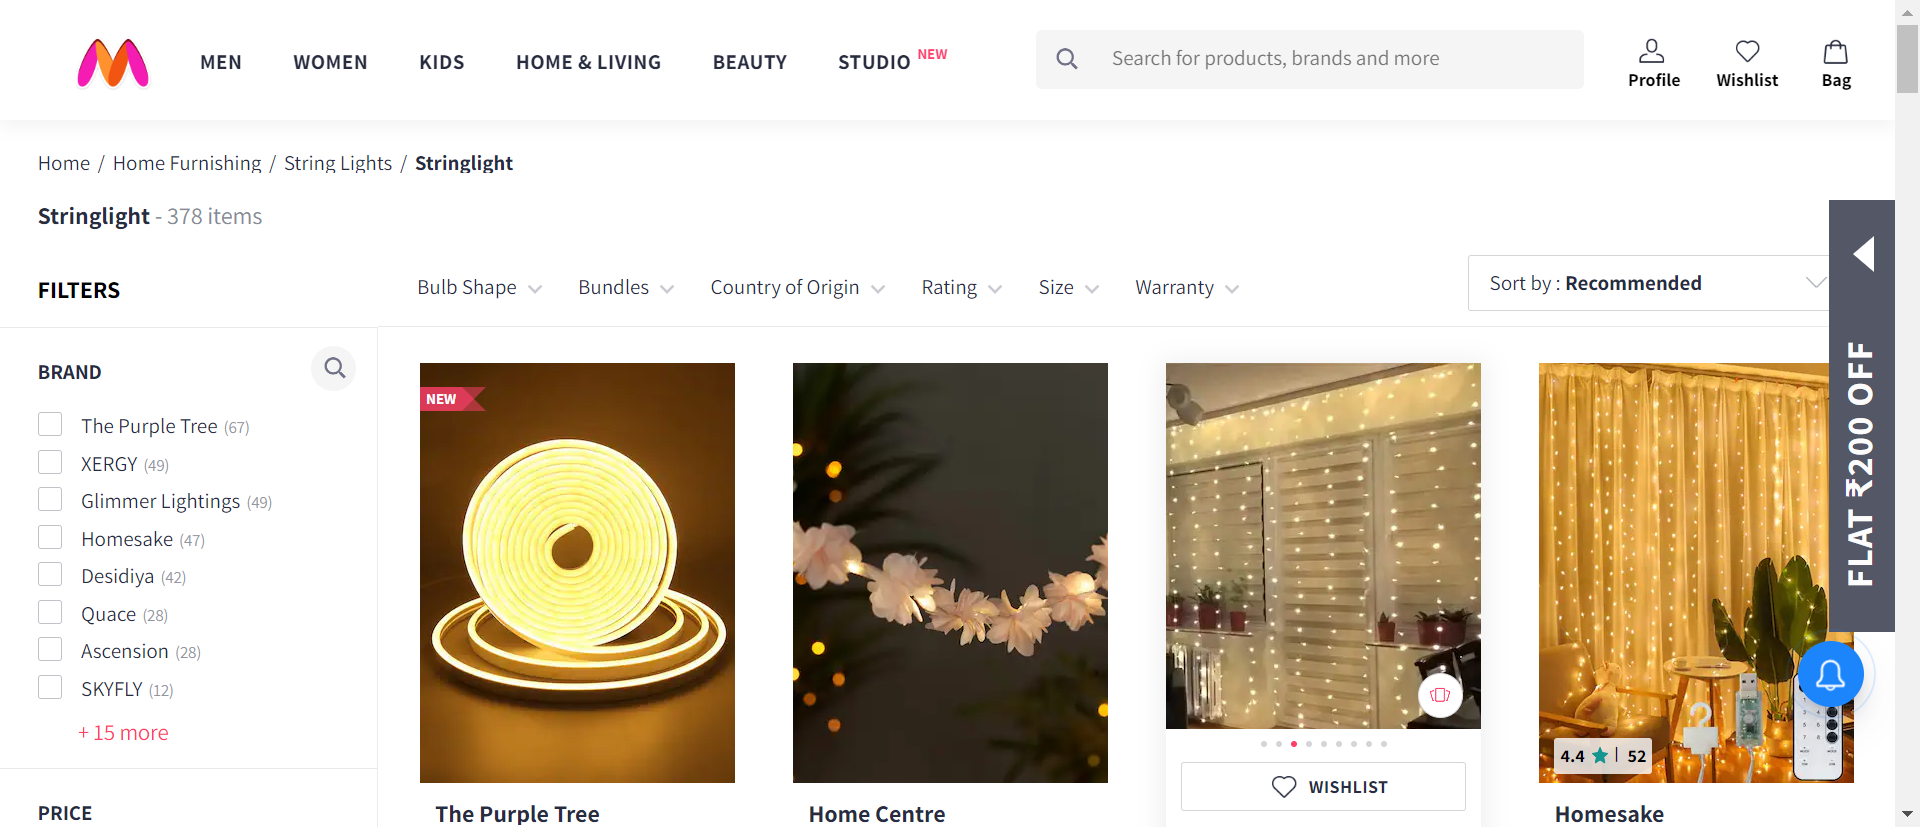 MEN WOMEN KIDS HOME & LIVING BEAUTY STUDIO NEW
Search for products, brands and more
Profile Wishlist Bag
Home / Home Furnishing / String Lights / Stringlight
Stringlight - 378 items
FILTERS
Bulb Shape Bundles Country of Origin Rating Size Warranty
Sort by : Recommended
BRAND
The Purple Tree (67)
XERGY (49)
Glimmer Lightings (49)
Homesake (47)
Desidiya (42)
Quace (28)
Ascension (28)
SKYFLY (12)
+ 15 more
PRICE
NEW
The Purple Tree
Home Centre
WISHLIST
4.4 | 52
Homesake
FLAT ₹200 OFF